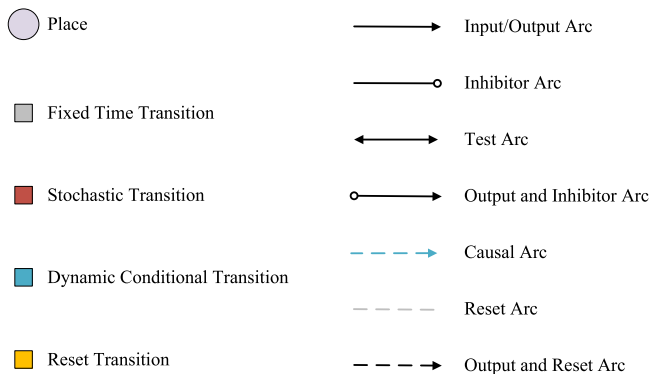 Place
Fixed Time Transition
Stochastic Transition
Dynamic Conditional Transition
Reset Transition
Input/Output Arc
Inhibitor Arc
Test Arc
Output and Inhibitor Arc
Causal Arc
Reset Arc
Output and Reset Arc